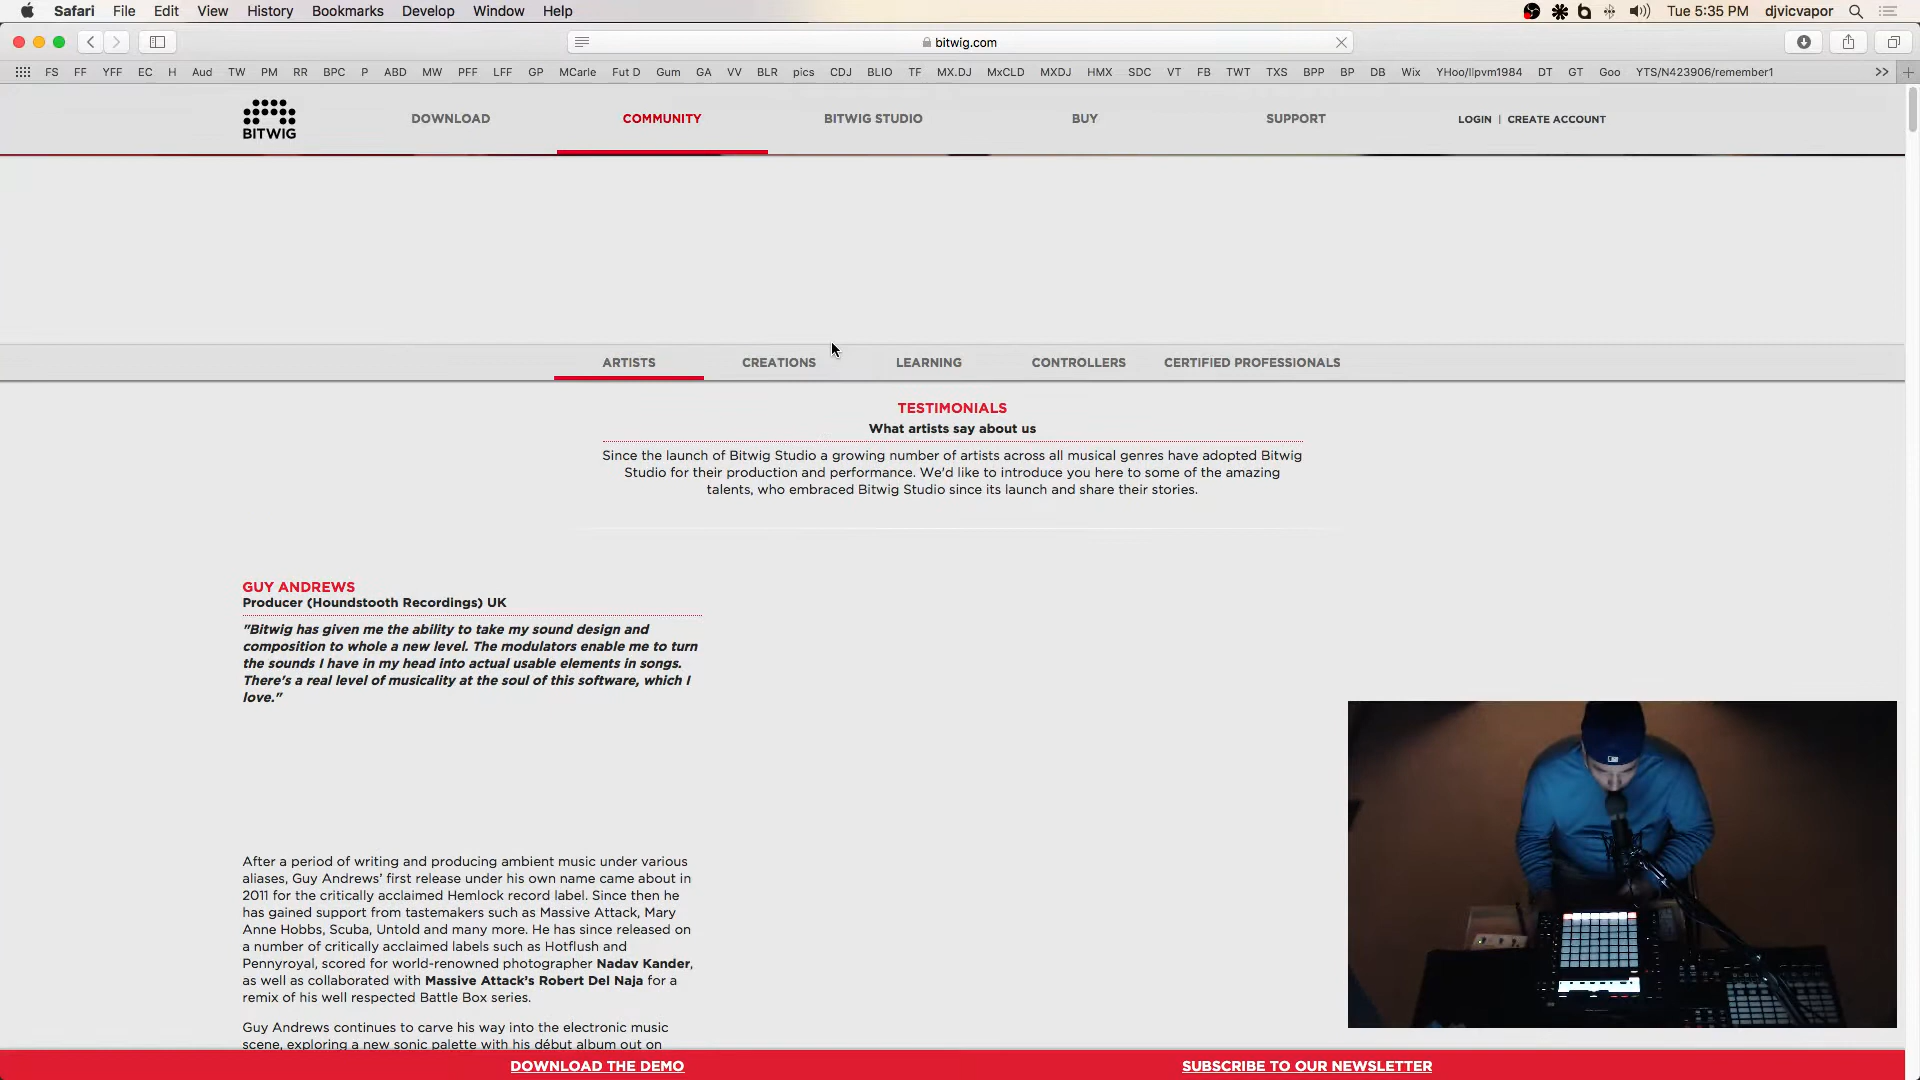 Safari File Edit View History Bookmarks Develop Window Help Tue 5:35 PM djvicvapor
bitwig.com
FS FF YFF EC H Aud TW PM RR BPC P ABD MW PFF LFF GP MCarle Fut D Gum GA VV BLR pics CDJ BLIO TF MX.DJ MxCLD MXDJ HMX SDC VT FB TWT TXS BPP BP DB Wix YHoo/llpvm1984 DT GT Goo YTS/N423906/remember1 >>
BITWIG
DOWNLOAD COMMUNITY BITWIG STUDIO BUY SUPPORT LOGIN | CREATE ACCOUNT
ARTISTS CREATIONS LEARNING CONTROLLERS CERTIFIED PROFESSIONALS
TESTIMONIALS
What artists say about us
Since the launch of Bitwig Studio a growing number of artists across all musical genres have adopted Bitwig
Studio for their production and performance. We'd like to introduce you here to some of the amazing
talents, who embraced Bitwig Studio since its launch and share their stories.
GUY ANDREWS
Producer (Houndstooth Recordings) UK
"Bitwig has given me the ability to take my sound design and
composition to whole a new level. The modulators enable me to turn
the sounds I have in my head into actual usable elements in songs.
There's a real level of musicality at the soul of this software, which I
love."
After a period of writing and producing ambient music under various
aliases, Guy Andrews' first release under his own name came about in
2011 for the critically acclaimed Hemlock record label. Since then he
has gained support from tastemakers such as Massive Attack, Mary
Anne Hobbs, Scuba, Untold and many more. He has since released on
a number of critically acclaimed labels such as Hotflush and
Pennyroyal, scored for world-renowned photographer Nadav Kander,
as well as collaborated with Massive Attack's Robert Del Naja for a
remix of his well respected Battle Box series.
Guy Andrews continues to carve his way into the electronic music
scene, exploring a new sonic palette with his début album out on
DOWNLOAD THE DEMO SUBSCRIBE TO OUR NEWSLETTER